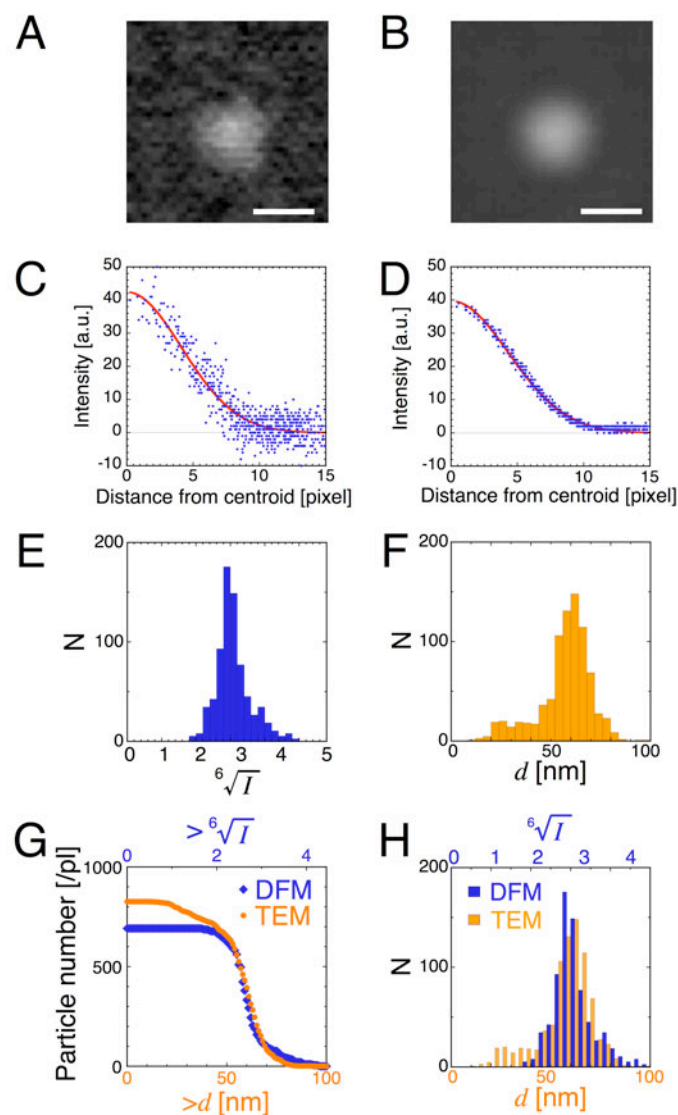 A
B
C
50
40
30
20
10
0
-10
0 5 10 15
Intensity [a.u.]
Distance from centroid [pixel]
D
50
40
30
20
10
0
-10
0 5 10 15
Intensity [a.u.]
Distance from centroid [pixel]
E
200
100
0
N
0 1 2 3 4 5
⁶√I
F
200
100
0
N
0 50 100
d [nm]
G
> ⁶√I
0 2 4
DFM
TEM
1000
500
0
Particle number [/pl]
0 50 100
>d [nm]
H
⁶√I
0 1 2 3 4
DFM
TEM
200
100
0
N
0 50 100
d [nm]